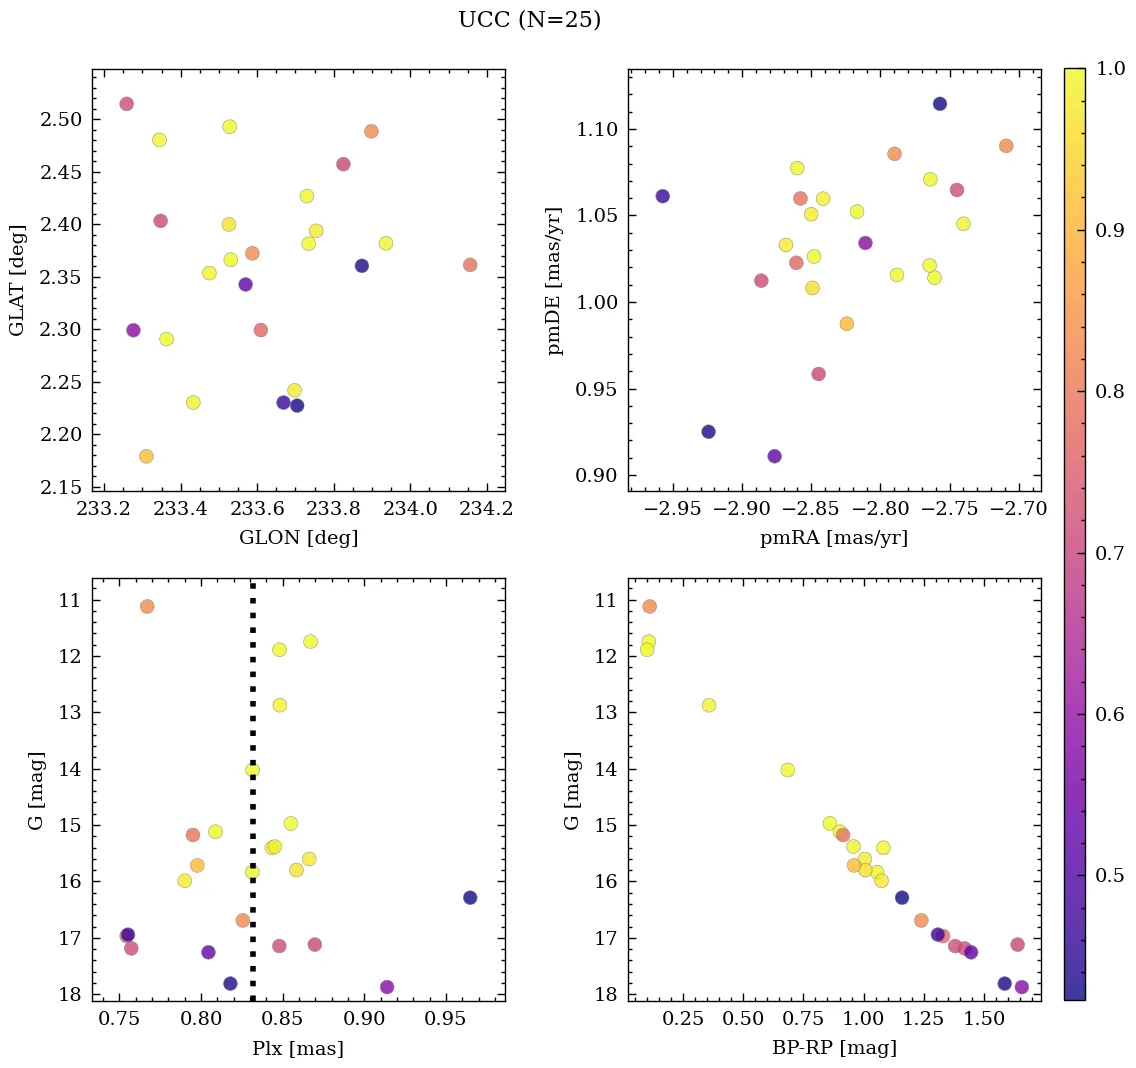 UCC (N=25)
2.50
2.45
2.40
2.35
2.30
2.25
2.20
2.15
GLAT [deg]
233.2 233.4 233.6 233.8 234.0 234.2
GLON [deg]
1.10
1.05
1.00
0.95
0.90
pmDE [mas/yr]
−2.95 −2.90 −2.85 −2.80 −2.75 −2.70
pmRA [mas/yr]
11
12
13
14
15
16
17
18
G [mag]
0.75 0.80 0.85 0.90 0.95
Plx [mas]
11
12
13
14
15
16
17
18
G [mag]
0.25 0.50 0.75 1.00 1.25 1.50
BP-RP [mag]
1.0
0.9
0.8
0.7
0.6
0.5